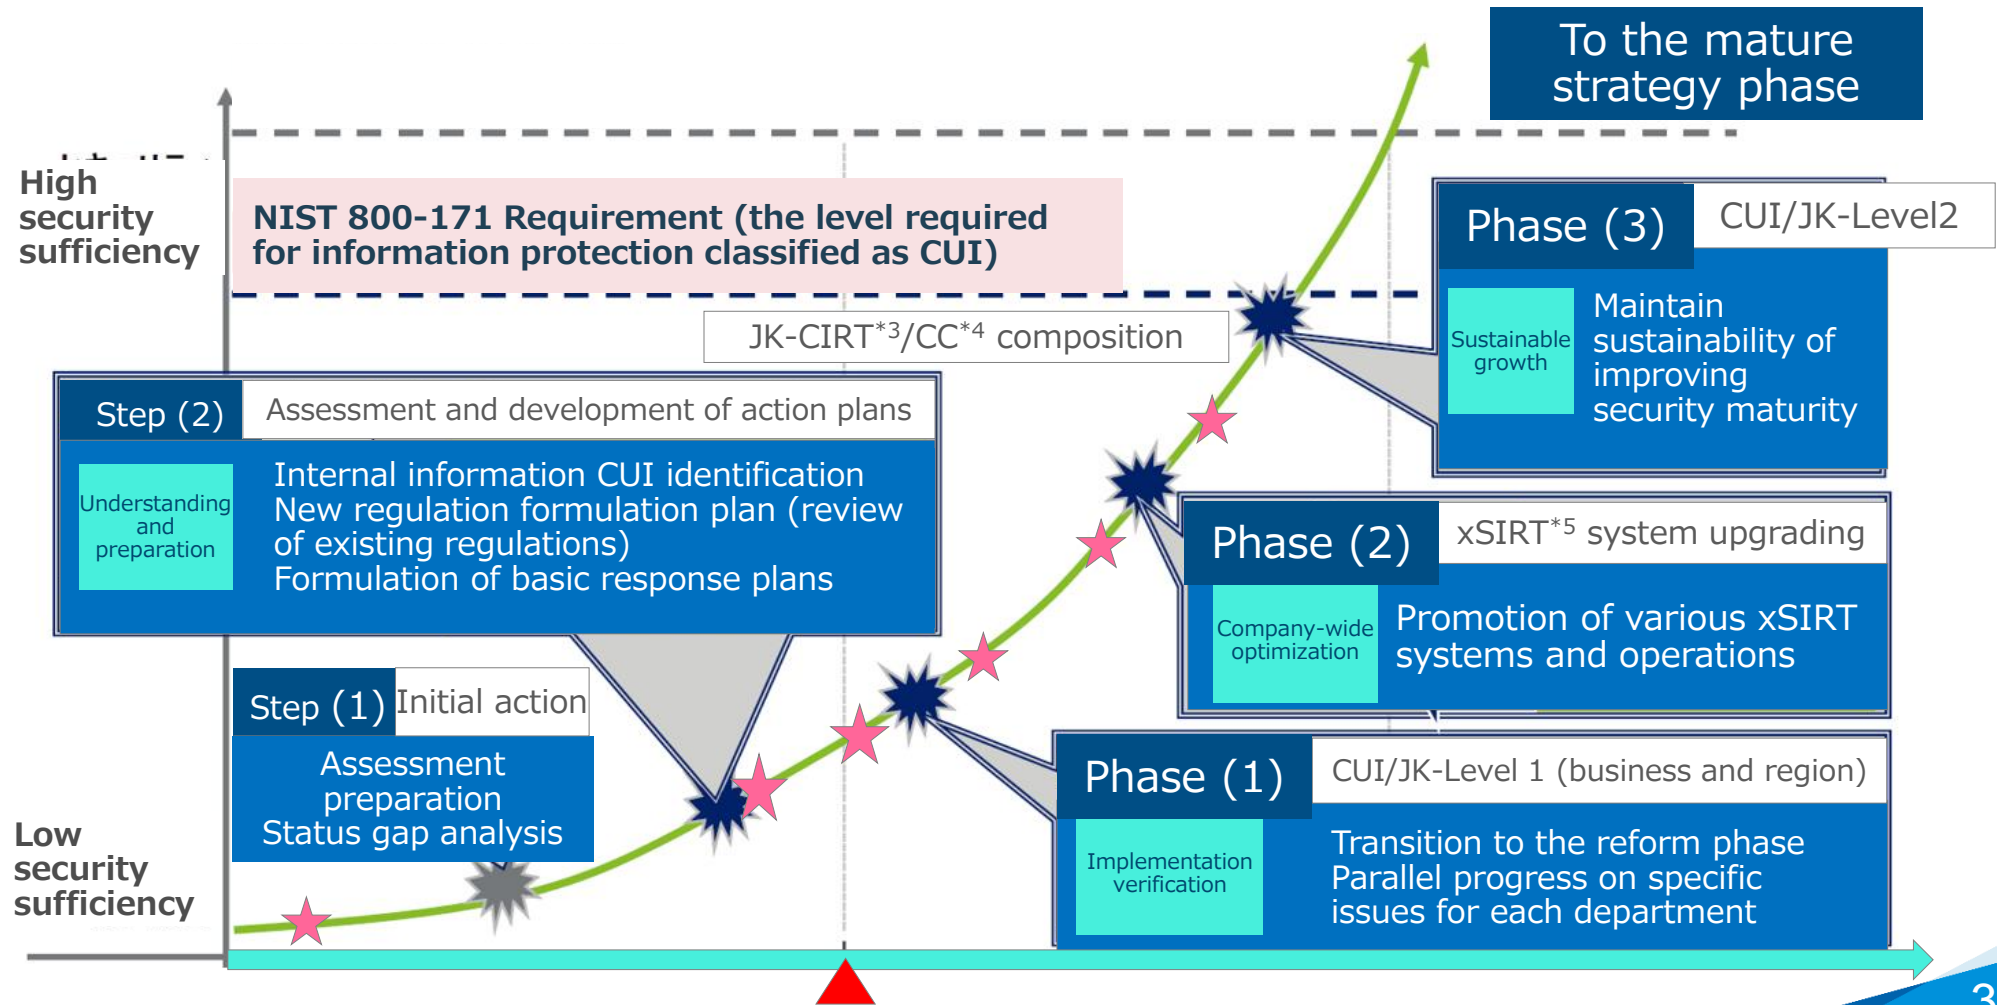 To the mature
strategy phase
High
security
sufficiency
NIST 800-171 Requirement (the level required
for information protection classified as CUI)
JK-CIRT*3/CC*4 composition
Phase (3)
CUI/JK-Level2
Sustainable
growth
Maintain
sustainability of
improving
security maturity
Step (2)
Assessment and development of action plans
Understanding
and
preparation
Internal information CUI identification
New regulation formulation plan (review
of existing regulations)
Formulation of basic response plans
Phase (2)
xSIRT*5 system upgrading
Company-wide
optimization
Promotion of various xSIRT
systems and operations
Step (1)
Initial action
Assessment
preparation
Status gap analysis
Phase (1)
CUI/JK-Level 1 (business and region)
Implementation
verification
Transition to the reform phase
Parallel progress on specific
issues for each department
Low
security
sufficiency
3